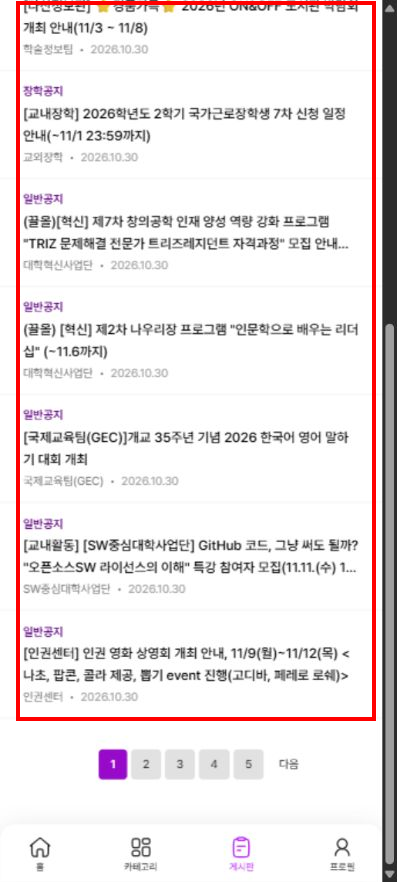 개최 안내(11/3 ~ 11/8)
학술정보팀 • 2026.10.30
장학공지
[교내장학] 2026학년도 2학기 국가근로장학생 7차 신청 일정
안내(~11/1 23:59까지)
교외장학 • 2026.10.30
일반공지
(끌올)[혁신] 제7차 창의공학 인재 양성 역량 강화 프로그램
"TRIZ 문제해결 전문가 트리즈레지던트 자격과정" 모집 안내...
대학혁신사업단 • 2026.10.30
일반공지
(끌올) [혁신] 제2차 나우리장 프로그램 "인문학으로 배우는 리더
십" (~11.6까지)
대학혁신사업단 • 2026.10.30
일반공지
[국제교육팀(GEC)]개교 35주년 기념 2026 한국어 영어 말하
기 대회 개최
국제교육팀(GEC) • 2026.10.30
일반공지
[교내활동] [SW중심대학사업단] GitHub 코드, 그냥 써도 될까?
"오픈소스SW 라이선스의 이해" 특강 참여자 모집(11.11.(수) 1...
SW중심대학사업단 • 2026.10.30
일반공지
[인권센터] 인권 영화 상영회 개최 안내, 11/9(월)~11/12(목) <
나초, 팝콘, 콜라 제공, 뽑기 event 진행(고디바, 페레로 로쉐)>
인권센터 • 2026.10.30
1 2 3 4 5 다음
홈 카테고리 게시판 프로필